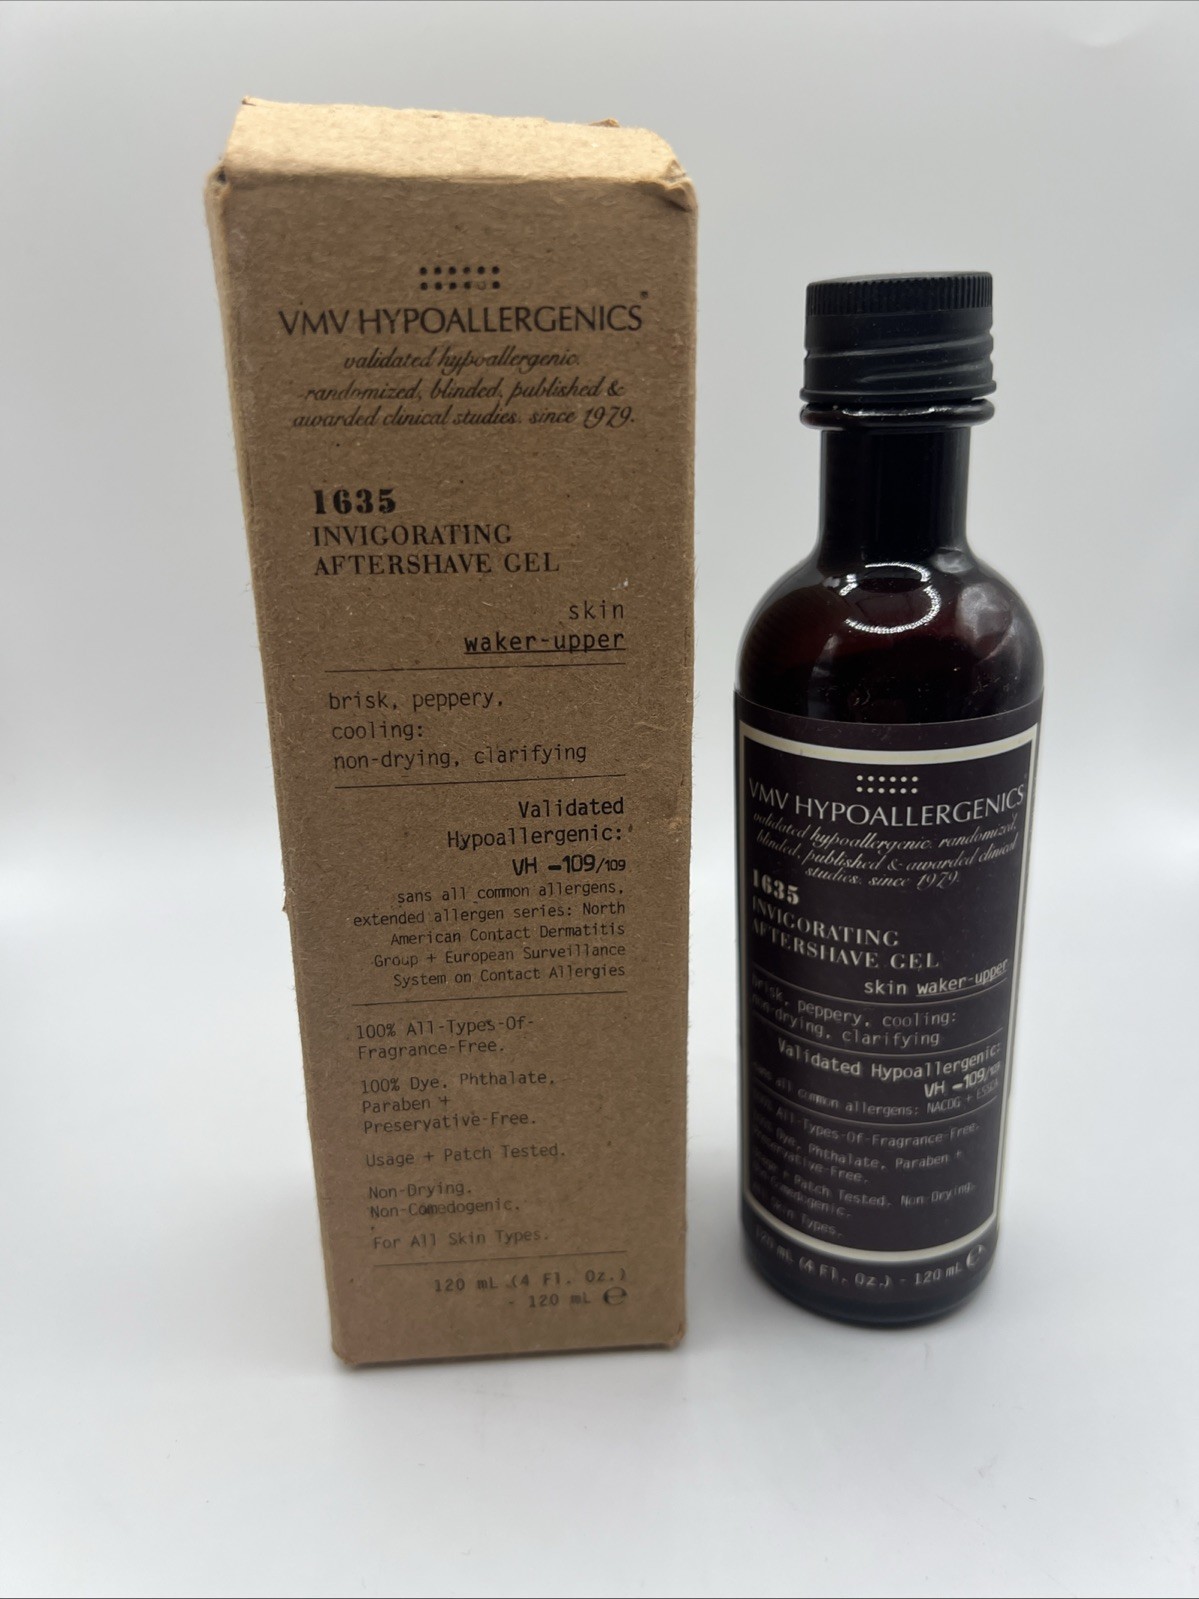 VMV HYPOALLERGENICS®
validated hypoallergenic.
randomized, blinded, published &
awarded clinical studies. since 1979.
1635
INVIGORATING
AFTERSHAVE GEL
skin
waker-upper
brisk, peppery,
cooling:
non-drying, clarifying
Validated
Hypoallergenic:
VH -109/109
sans all common allergens,
extended allergen series: North
American Contact Dermatitis
Group + European Surveillance
System on Contact Allergies
100% All-Types-Of-
Fragrance-Free.
100% Dye, Phthalate,
Paraben +
Preservative-Free.
Usage + Patch Tested.
Non-Drying.
Non-Comedogenic.
For All Skin Types.
120 mL (4 Fl. Oz.)
- 120 mL ℮
VMV HYPOALLERGENICS®
validated hypoallergenic. randomized,
blinded, published & awarded clinical
studies. since 1979.
1635
INVIGORATING
AFTERSHAVE GEL
skin waker-upper
brisk, peppery, cooling:
non-drying, clarifying
Validated Hypoallergenic:
VH -109/109
sans all common allergens: NACDG + ESSCA
All-Types-Of-Fragrance-Free.
Dye, Phthalate, Paraben +
Preservative-Free.
Usage + Patch Tested. Non-Drying.
Non-Comedogenic.
Skin Types.
120 mL (4 Fl. Oz.) - 120 mL ℮